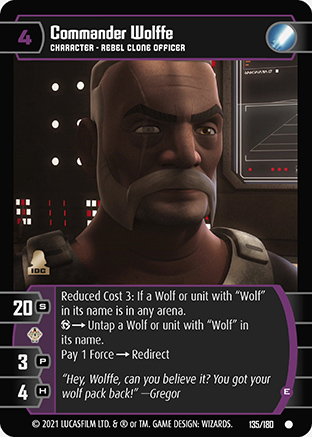 4 Commander Wolffe
CHARACTER • REBEL CLONE OFFICER
IDC
Reduced Cost 3: If a Wolf or unit with “Wolf”
20 S in its name is in any arena.
→ Untap a Wolf or unit with “Wolf” in
its name.
3 P Pay 1 Force → Redirect
“Hey, Wolffe, can you believe it? You got your
4 H wolf pack back!” —Gregor
E
© 2021 LUCASFILM LTD. & ® or TM. GAME DESIGN: WIZARDS. 135/180